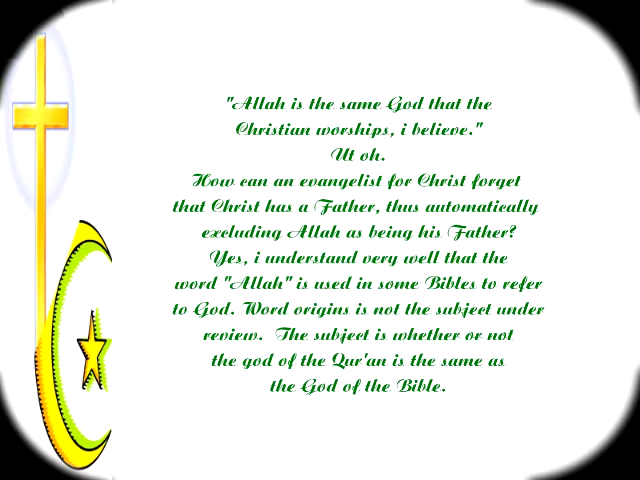 "Allah is the same God that the
Christian worships, i believe."
Ut oh.
How can an evangelist for Christ forget
that Christ has a Father, thus automatically
excluding Allah as being his Father?
Yes, i understand very well that the
word "Allah" is used in some Bibles to refer
to God. Word origins is not the subject under
review.  The subject is whether or not
the god of the Qur'an is the same as
the God of the Bible.